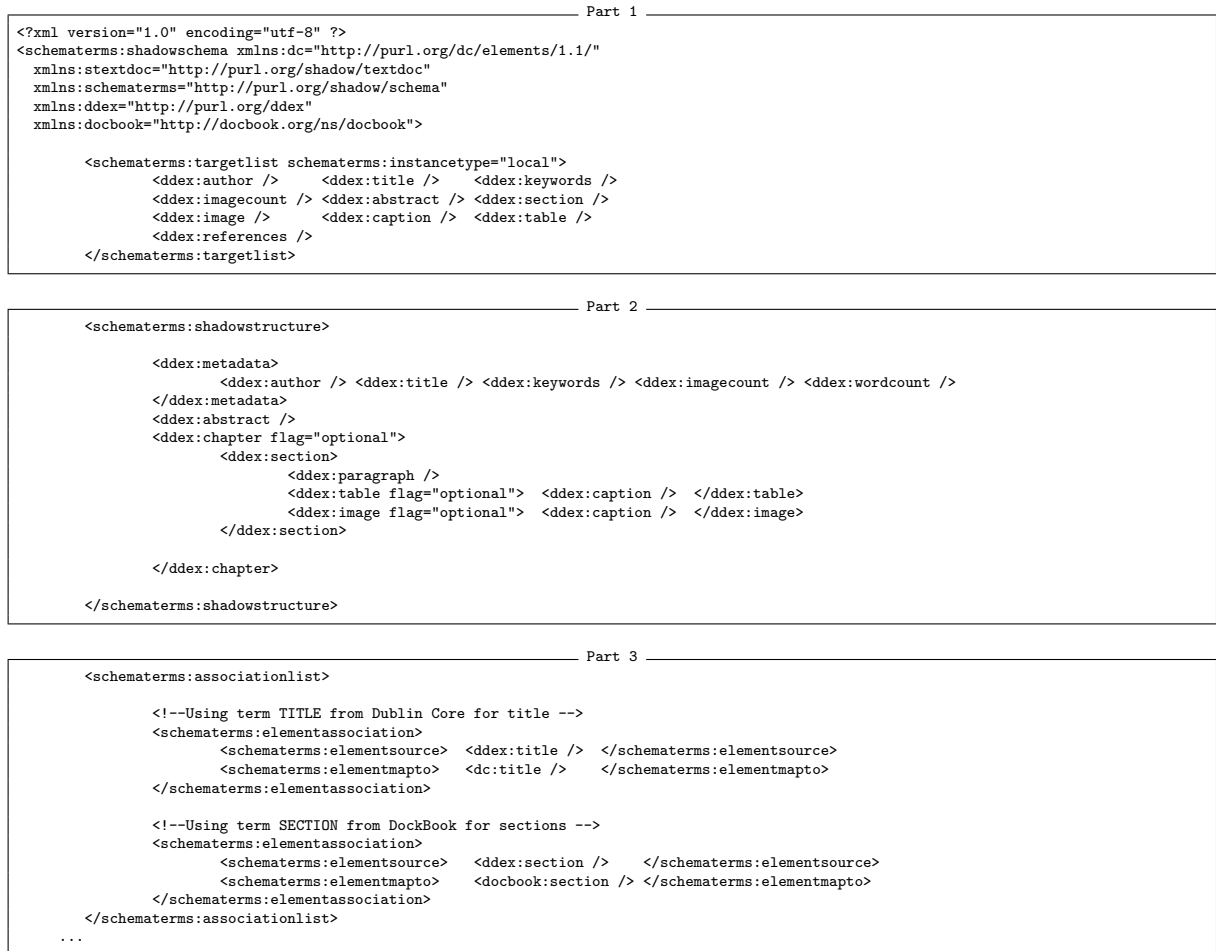 Part 1
<?xml version="1.0" encoding="utf-8" ?>
<schematerms:shadowschema xmlns:dc="http://purl.org/dc/elements/1.1/"
xmlns:stextdoc="http://purl.org/shadow/textdoc"
xmlns:schematerms="http://purl.org/shadow/schema"
xmlns:ddex="http://purl.org/ddex"
xmlns:docbook="http://docbook.org/ns/docbook">
<schematerms:targetlist schematerms:instancetype="local">
<ddex:author /> <ddex:title /> <ddex:keywords />
<ddex:imagecount /> <ddex:abstract /> <ddex:section />
<ddex:image /> <ddex:caption /> <ddex:table />
<ddex:references />
</schematerms:targetlist>
Part 2
<schematerms:shadowstructure>
<ddex:metadata>
<ddex:author /> <ddex:title /> <ddex:keywords /> <ddex:imagecount /> <ddex:wordcount />
</ddex:metadata>
<ddex:abstract />
<ddex:chapter flag="optional">
<ddex:section>
<ddex:paragraph />
<ddex:table flag="optional"> <ddex:caption /> </ddex:table>
<ddex:image flag="optional"> <ddex:caption /> </ddex:image>
</ddex:section>
</ddex:chapter>
</schematerms:shadowstructure>
Part 3
<schematerms:associationlist>
<!--Using term TITLE from Dublin Core for title -->
<schematerms:elementassociation>
<schematerms:elementsource> <ddex:title /> </schematerms:elementsource>
<schematerms:elementmapto> <dc:title /> </schematerms:elementmapto>
</schematerms:elementassociation>
<!--Using term SECTION from DockBook for sections -->
<schematerms:elementassociation>
<schematerms:elementsource> <ddex:section /> </schematerms:elementsource>
<schematerms:elementmapto> <docbook:section /> </schematerms:elementmapto>
</schematerms:elementassociation>
</schematerms:associationlist>
...